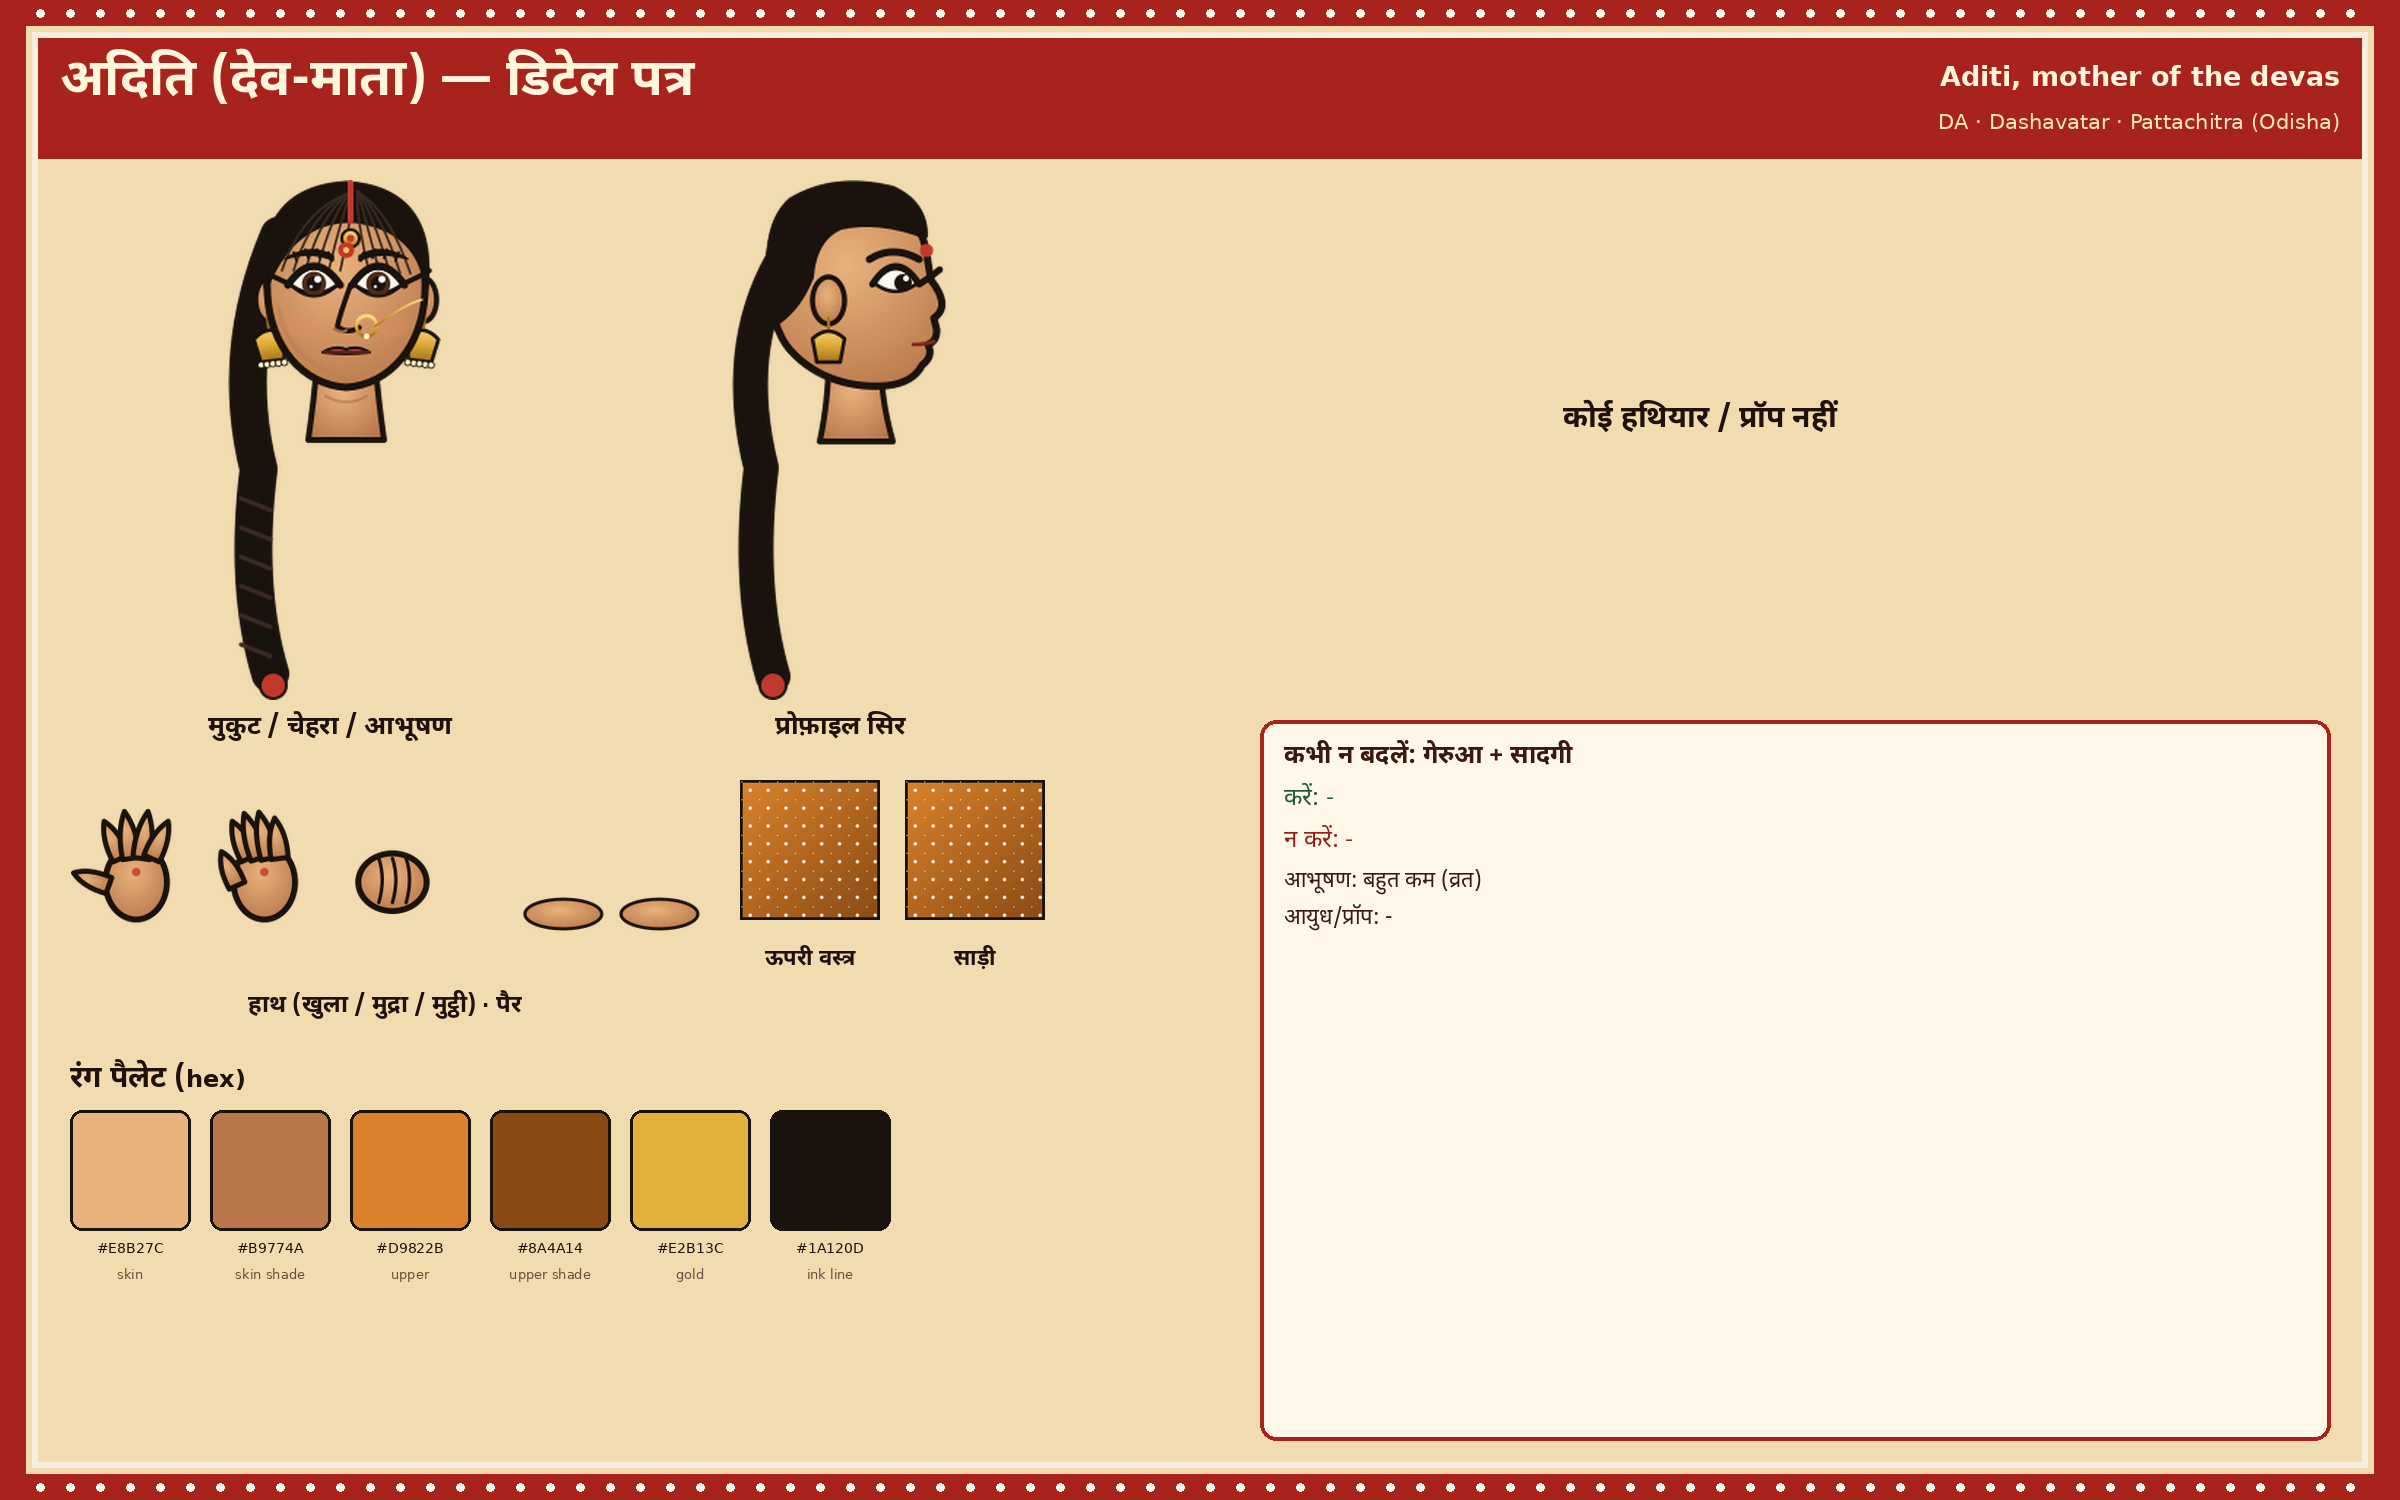 अदिति (देव-माता) — डिटेल पत्र
Aditi, mother of the devas
DA · Dashavatar · Pattachitra (Odisha)
कोई हथियार / प्रॉप नहीं
मुकुट / चेहरा / आभूषण
प्रोफ़ाइल सिर
ऊपरी वस्त्र
साड़ी
हाथ (खुला / मुद्रा / मुट्ठी) · पैर
रंग पैलेट (hex)
#E8B27C
#B9774A
#D9822B
#8A4A14
#E2B13C
#1A120D
skin
skin shade
upper
upper shade
gold
ink line
कभी न बदलें: गेरुआ + सादगी
करें: -
न करें: -
आभूषण: बहुत कम (व्रत)
आयुध/प्रॉप: -